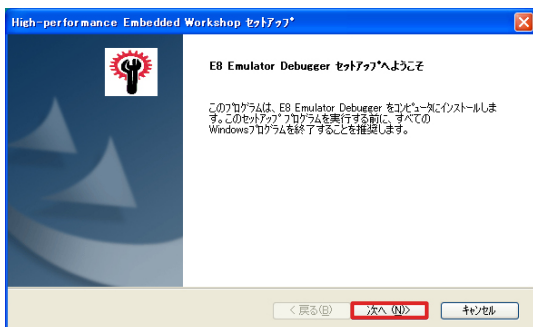 High-performance Embedded Workshop ｾｯﾄｱｯﾌﾟ
E8 Emulator Debugger ｾｯﾄｱｯﾌﾟへようこそ
このﾌﾟﾛｸﾞﾗﾑは、E8 Emulator Debugger をｺﾝﾋﾟｭｰﾀにｲﾝｽﾄｰﾙしま
す。このｾｯﾄｱｯﾌﾟ ﾌﾟﾛｸﾞﾗﾑを実行する前に、すべての
Windowsﾌﾟﾛｸﾞﾗﾑを終了することを推奨します。
< 戻る(B)
次へ (N)>
ｷｬﾝｾﾙ